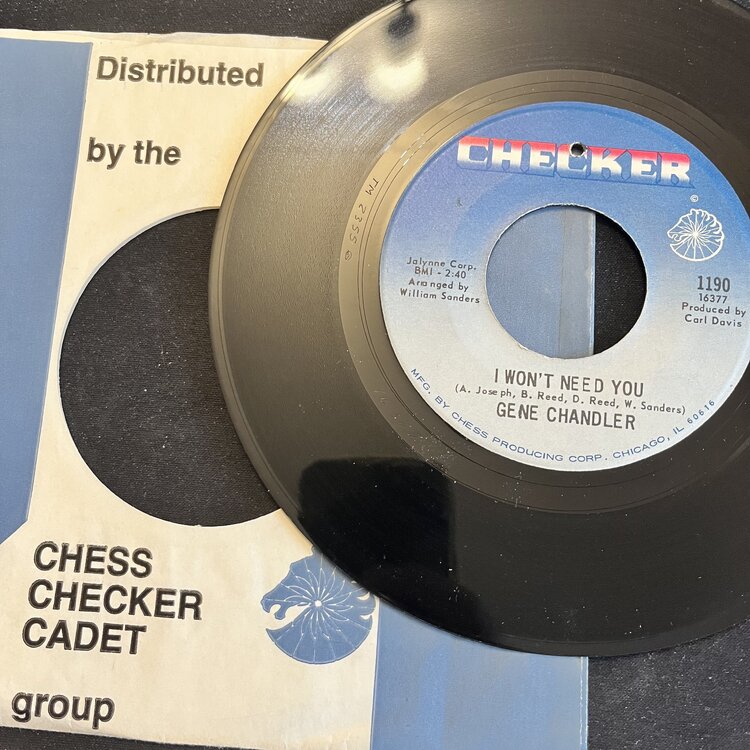 Distributed
by the
CHESS
CHECKER
CADET
group
TM 2355
CHECKER
©
Jalynne Corp.
BMI - 2:40
Arranged by
William Sanders
1190
16377
Produced by
Carl Davis
I WON'T NEED YOU
(A. Joseph, B. Reed, D. Reed, W. Sanders)
GENE CHANDLER
MFG. BY CHESS PRODUCING CORP. CHICAGO, IL 60616